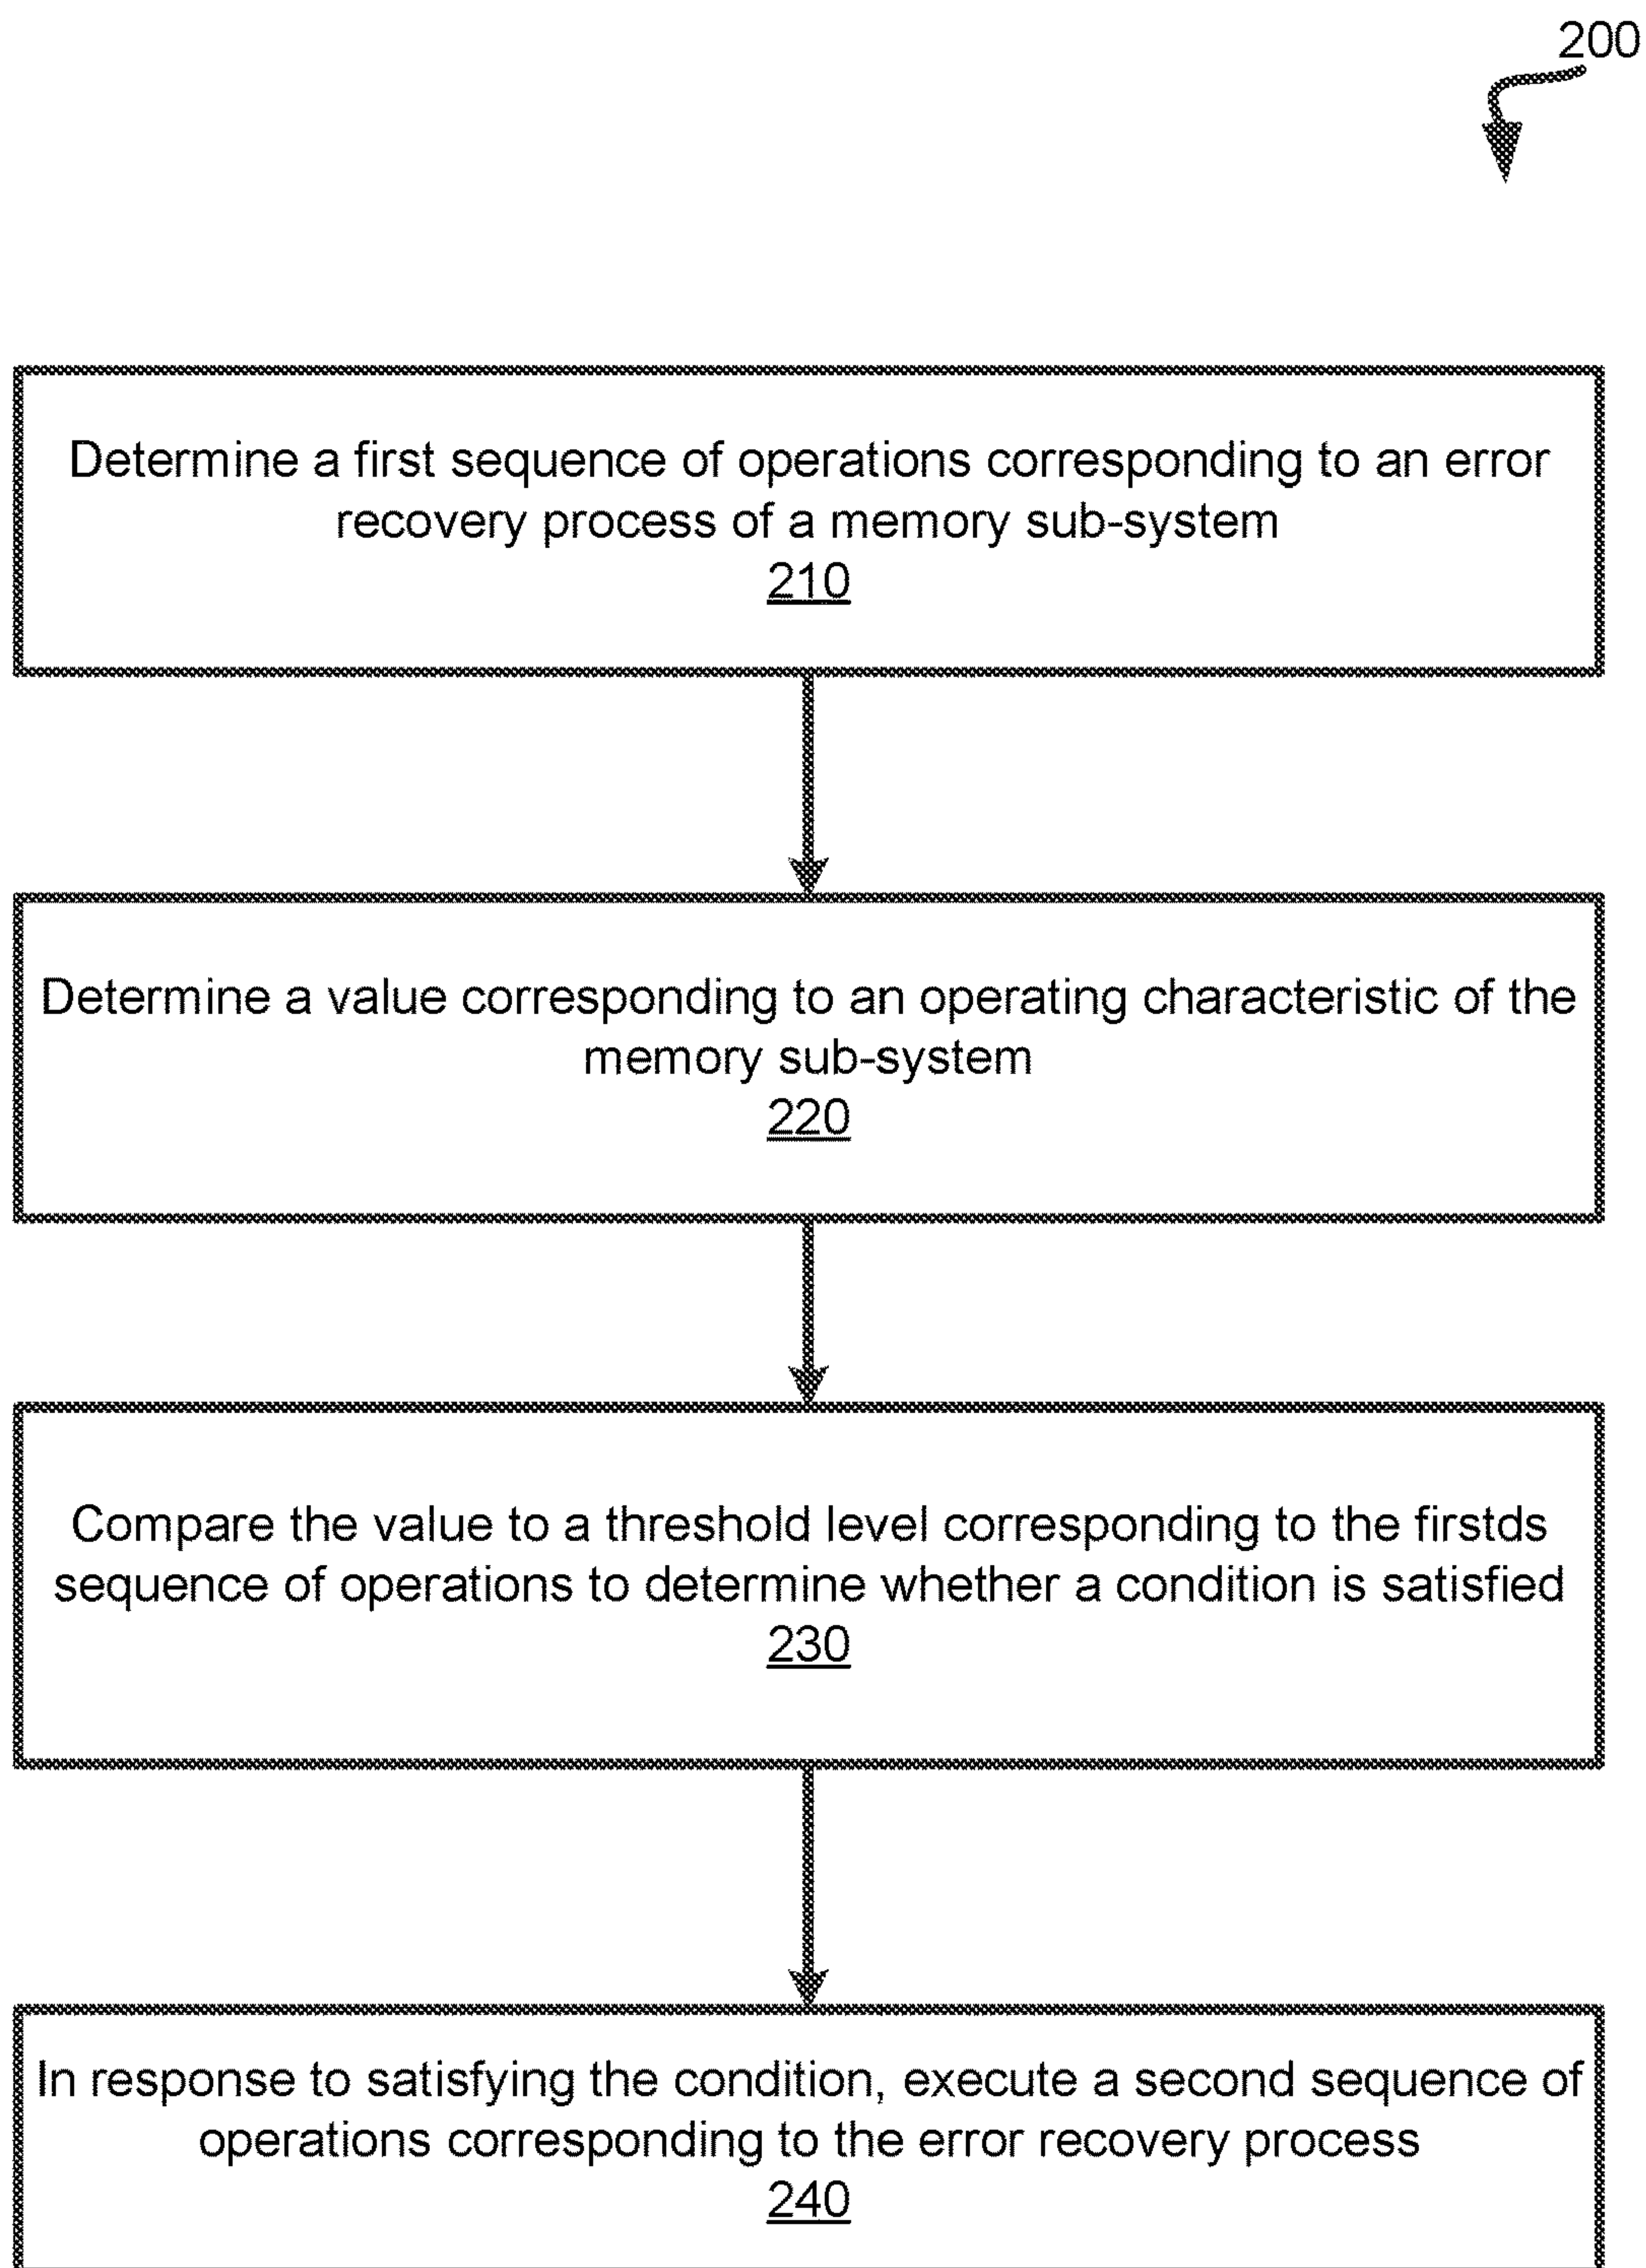 200
Determine a first sequence of operations corresponding to an error
recovery process of a memory sub-system
210
Determine a value corresponding to an operating characteristic of the
memory sub-system
220
Compare the value to a threshold level corresponding to the firstds
sequence of operations to determine whether a condition is satisfied
230
In response to satisfying the condition, execute a second sequence of
operations corresponding to the error recovery process
240